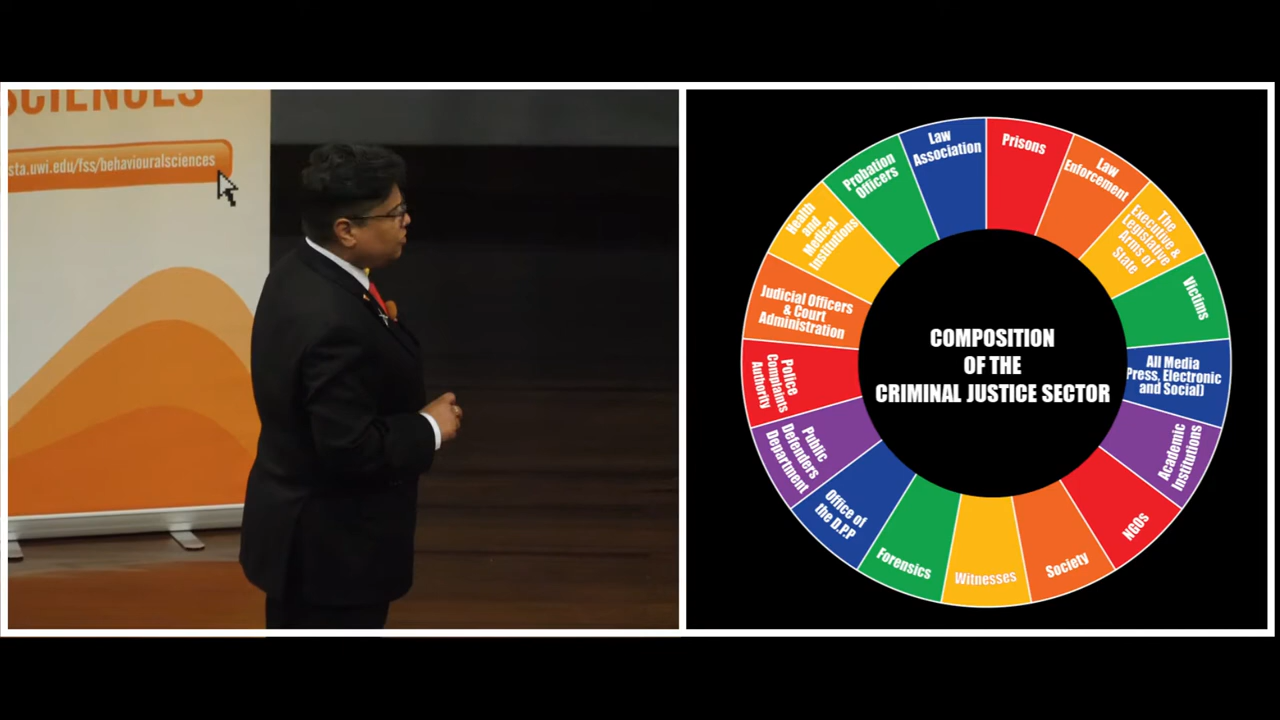 SCIENCES
sta.uwi.edu/fss/behaviouralsciences
Law
Association
Prisons
Law
Enforcement
The
Executive &
Legislative
Arms of
State
Victims
All Media
Press, Electronic
and Social)
Academic
Institutions
NGOs
Society
Witnesses
Forensics
Office of
the D.P.P
Public
Defenders
Department
Police
Complaints
Authority
Judicial Officers
& Court
Administration
Health
and
Medical
Institutions
Probation
Officers
COMPOSITION
OF THE
CRIMINAL JUSTICE SECTOR